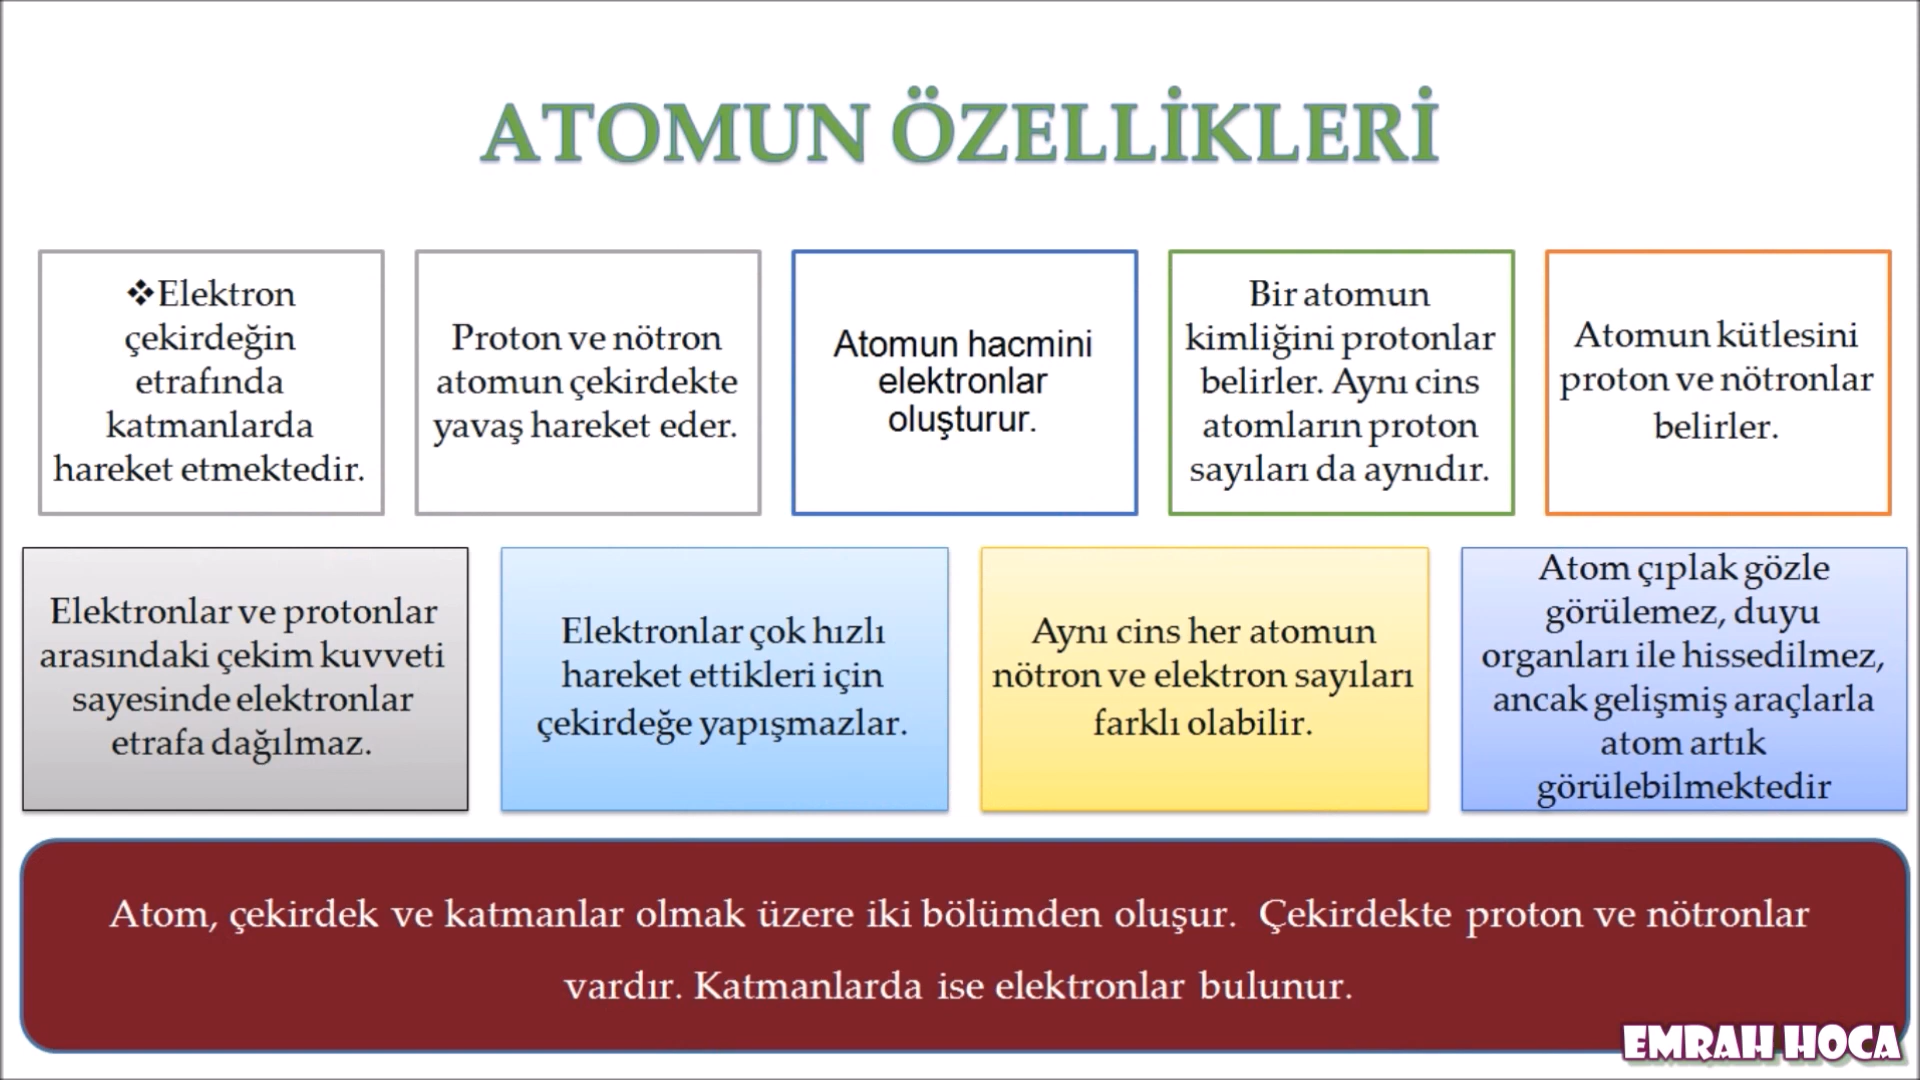 ATOMUN ÖZELLİKLERİ
❖Elektron
çekirdeğin
etrafında
katmanlarda
hareket etmektedir.
Proton ve nötron
atomun çekirdekte
yavaş hareket eder.
Atomun hacmini
elektronlar
oluşturur.
Bir atomun
kimliğini protonlar
belirler. Aynı cins
atomların proton
sayıları da aynıdır.
Atomun kütlesini
proton ve nötronlar
belirler.
Elektronlar ve protonlar
arasındaki çekim kuvveti
sayesinde elektronlar
etrafa dağılmaz.
Elektronlar çok hızlı
hareket ettikleri için
çekirdeğe yapışmazlar.
Aynı cins her atomun
nötron ve elektron sayıları
farklı olabilir.
Atom çıplak gözle
görülemez, duyu
organları ile hissedilmez,
ancak gelişmiş araçlarla
atom artık
görülebilmektedir
Atom, çekirdek ve katmanlar olmak üzere iki bölümden oluşur. Çekirdekte proton ve nötronlar
vardır. Katmanlarda ise elektronlar bulunur.
EMRAH HOCA